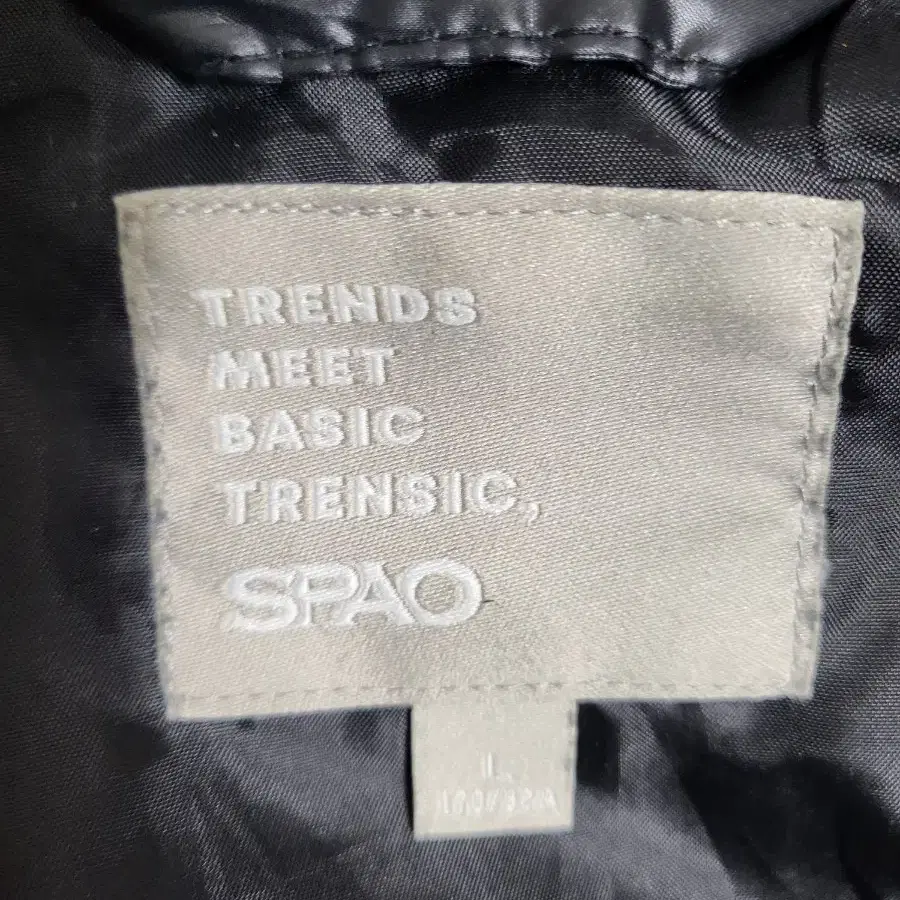 TRENDS
MEET
BASIC
TRENSIC,
SPAO
L